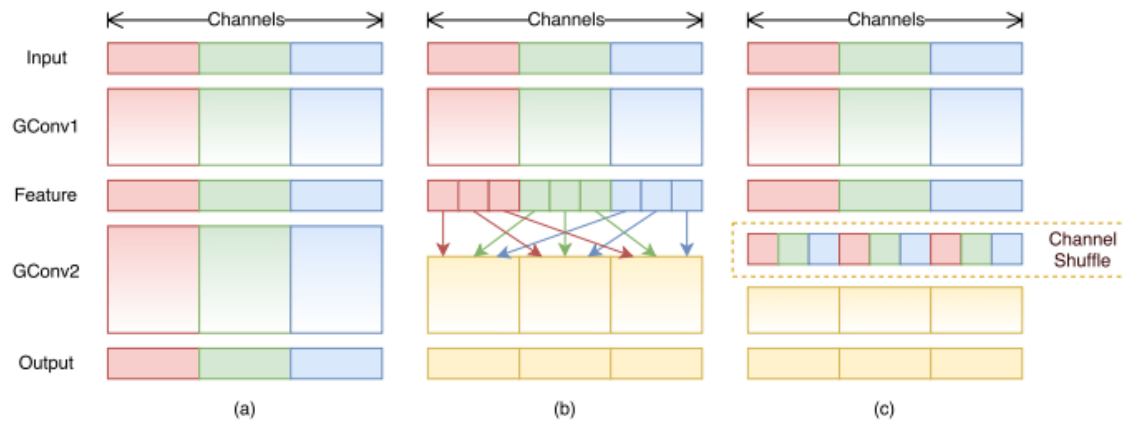 Channels Channels Channels
Input
GConv1
Feature
Channel
Shuffle
GConv2
Output
(a) (b) (c)